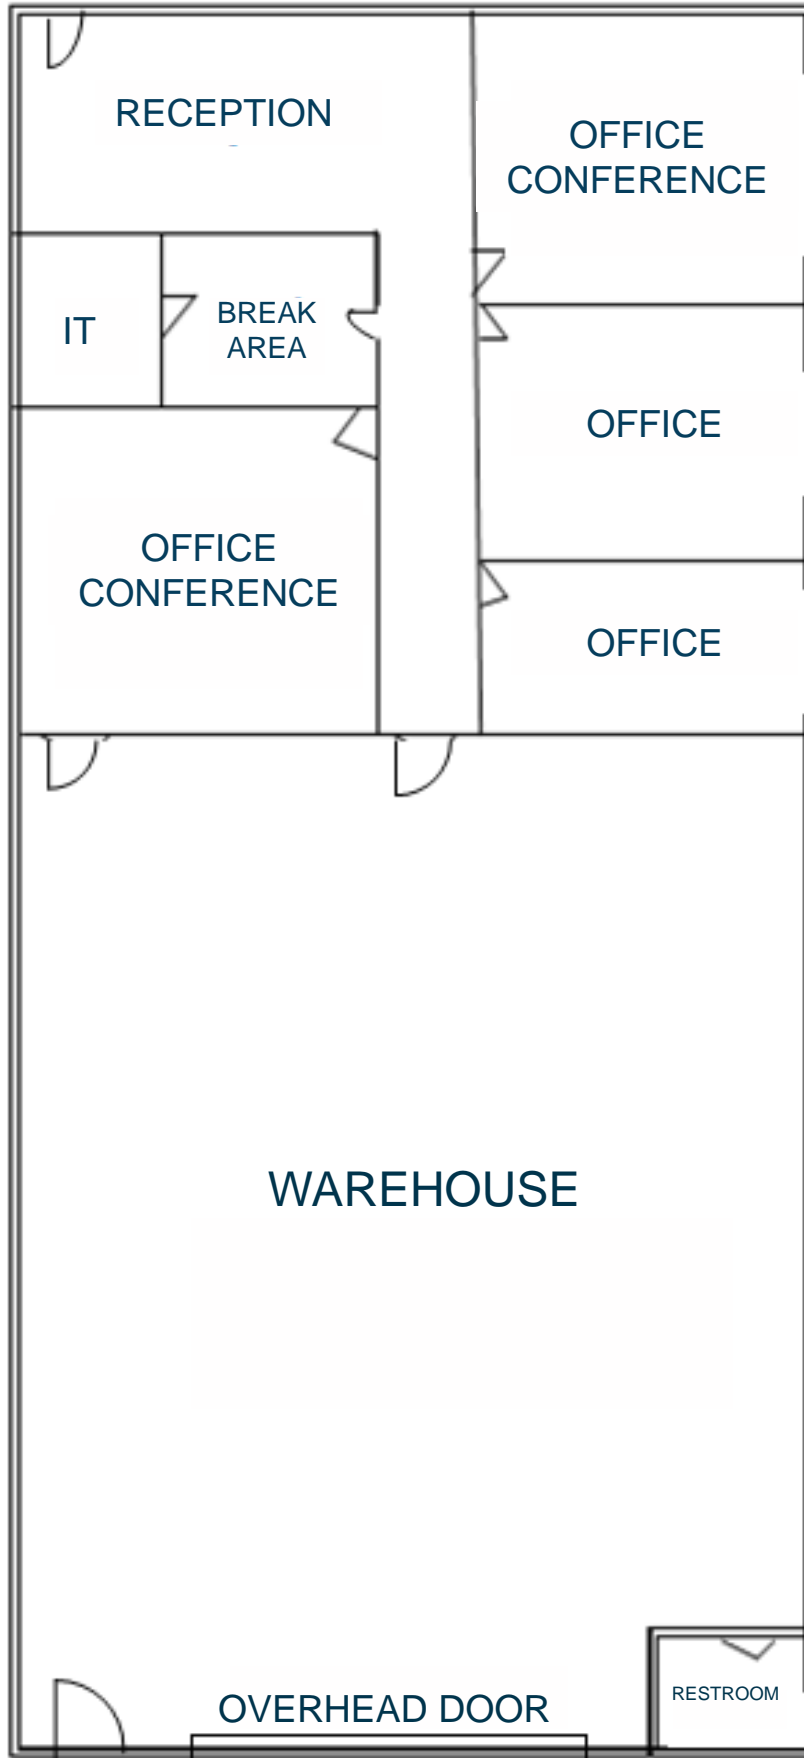 RECEPTION
OFFICE
CONFERENCE
IT
BREAK
AREA
OFFICE
OFFICE
CONFERENCE
OFFICE
WAREHOUSE
OVERHEAD DOOR
RESTROOM